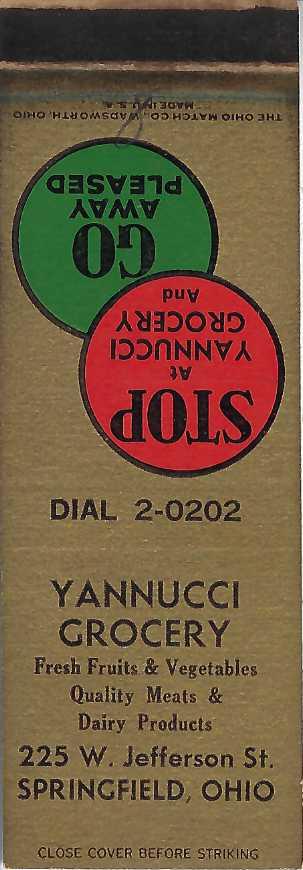 THE OHIO MATCH CO., WADSWORTH, OHIO
MADE IN U.S.A.
STOP
At
YANNUCCI
GROCERY
And
GO
AWAY
PLEASED
DIAL 2-0202
YANNUCCI
GROCERY
Fresh Fruits & Vegetables
Quality Meats &
Dairy Products
225 W. Jefferson St.
SPRINGFIELD, OHIO
CLOSE COVER BEFORE STRIKING